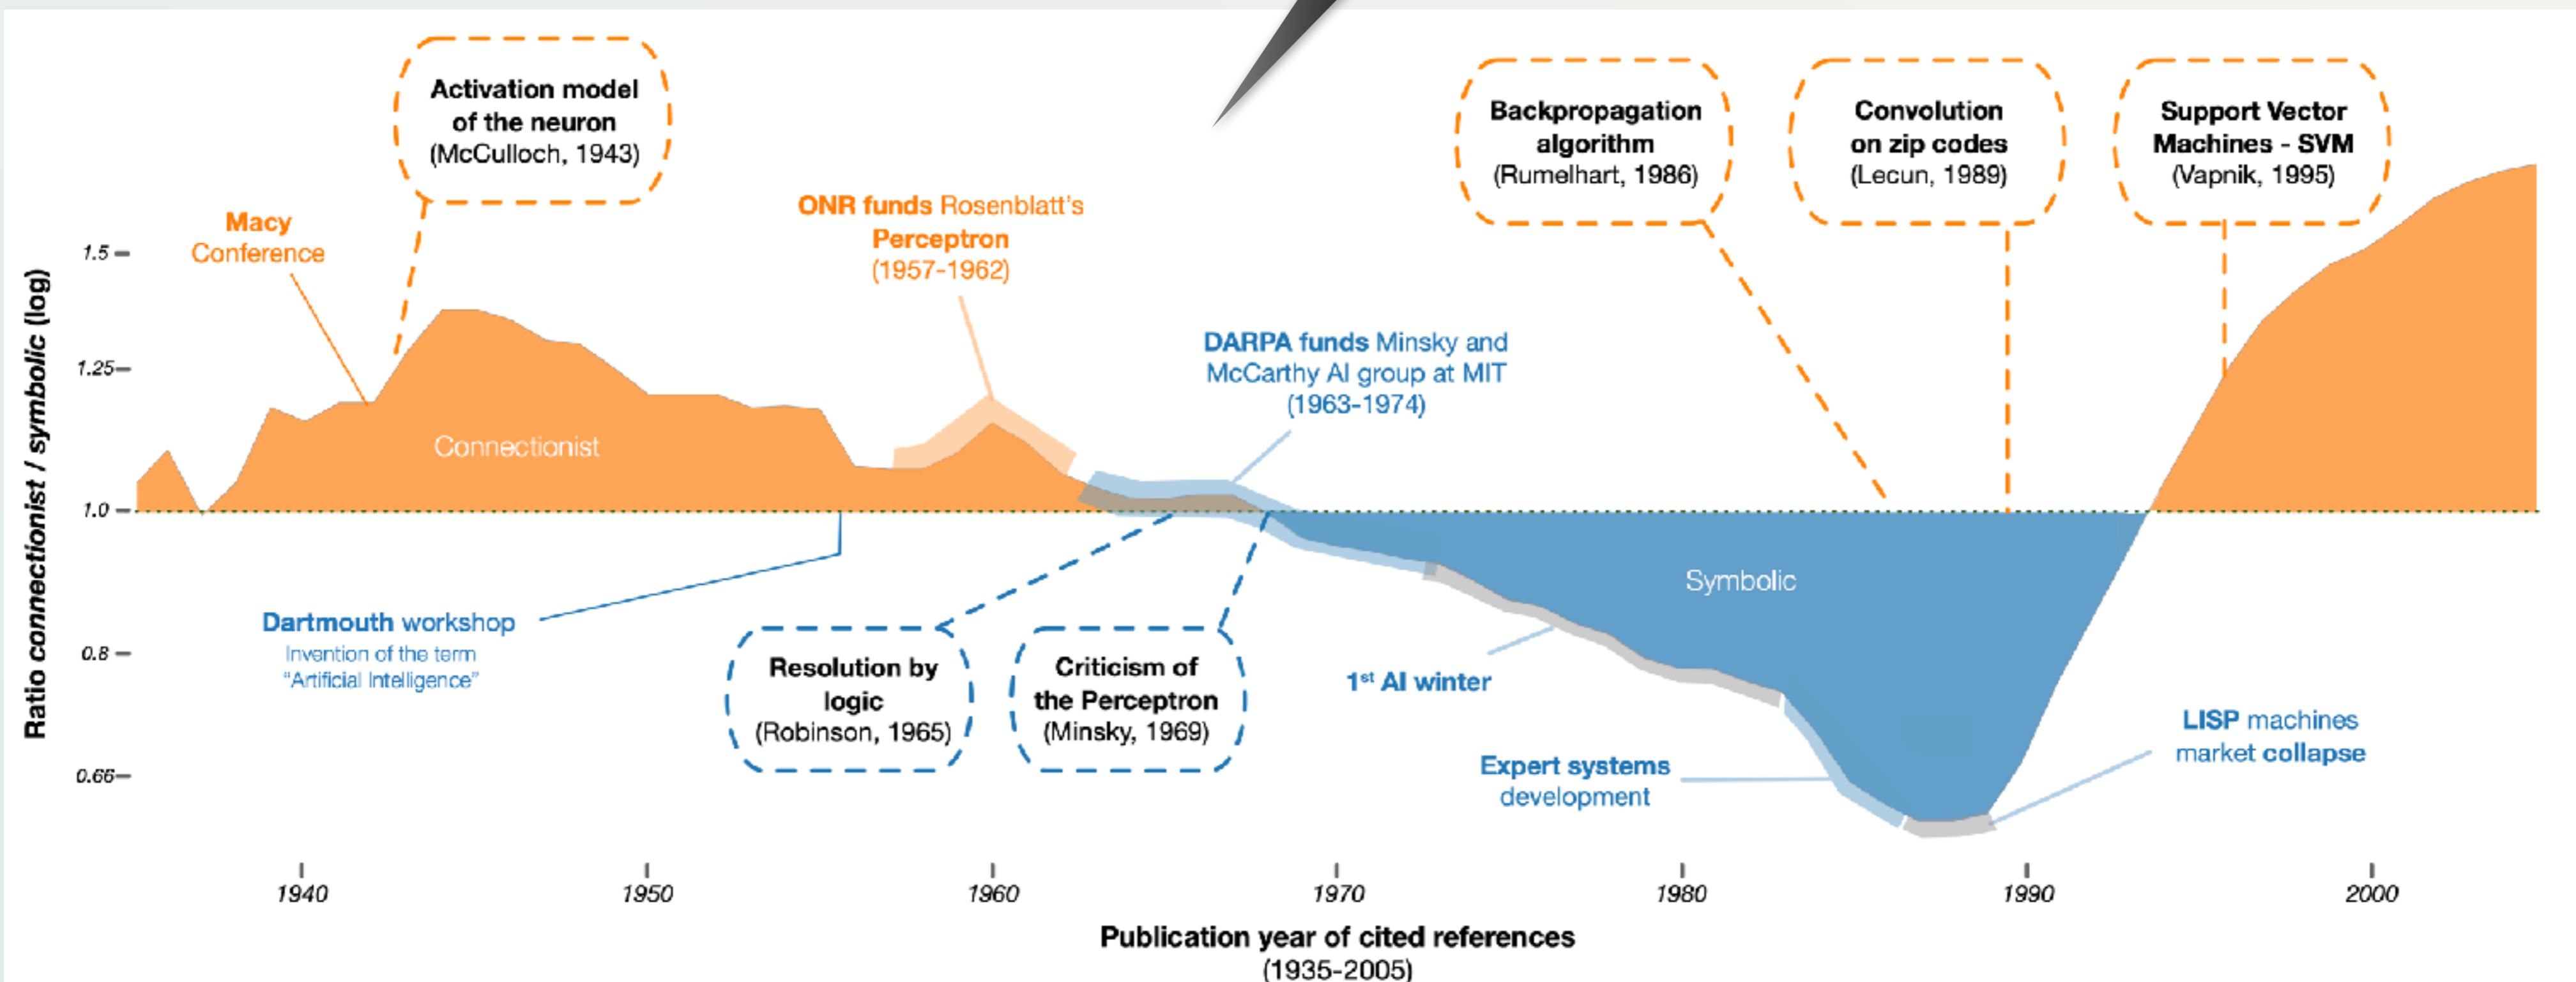 Activation model
of the neuron
(McCulloch, 1943)
Macy
Conference
ONR funds Rosenblatt's
Perceptron
(1957-1962)
DARPA funds Minsky and
McCarthy AI group at MIT
(1963-1974)
Backpropagation
algorithm
(Rumelhart, 1986)
Convolution
on zip codes
(Lecun, 1989)
Support Vector
Machines - SVM
(Vapnik, 1995)
Ratio connectionist / symbolic (log)
1.5
1.25
1.0
0.8
0.66
Connectionist
Symbolic
Dartmouth workshop
Invention of the term
"Artificial Intelligence"
Resolution by
logic
(Robinson, 1965)
Criticism of
the Perceptron
(Minsky, 1969)
1st AI winter
Expert systems
development
LISP machines
market collapse
1940
1950
1960
1970
1980
1990
2000
Publication year of cited references
(1935-2005)